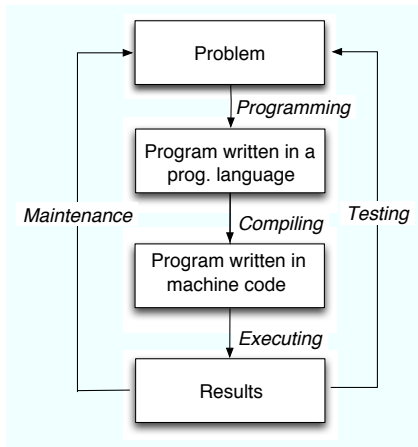 Problem
Programming
Program written in a
prog. language
Maintenance
Compiling
Testing
Program written in
machine code
Executing
Results